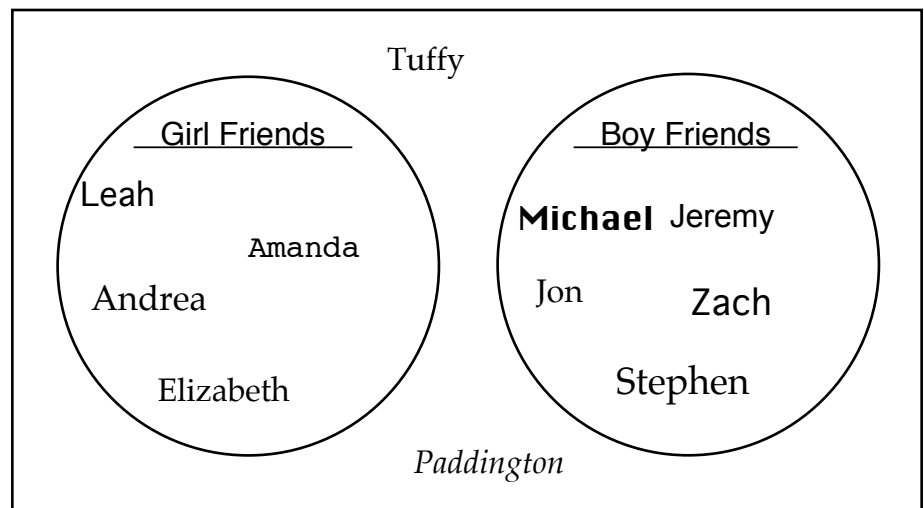 Tuffy
Girl Friends
Leah
Amanda
Andrea
Elizabeth
Boy Friends
Michael Jeremy
Jon
Zach
Stephen
Paddington